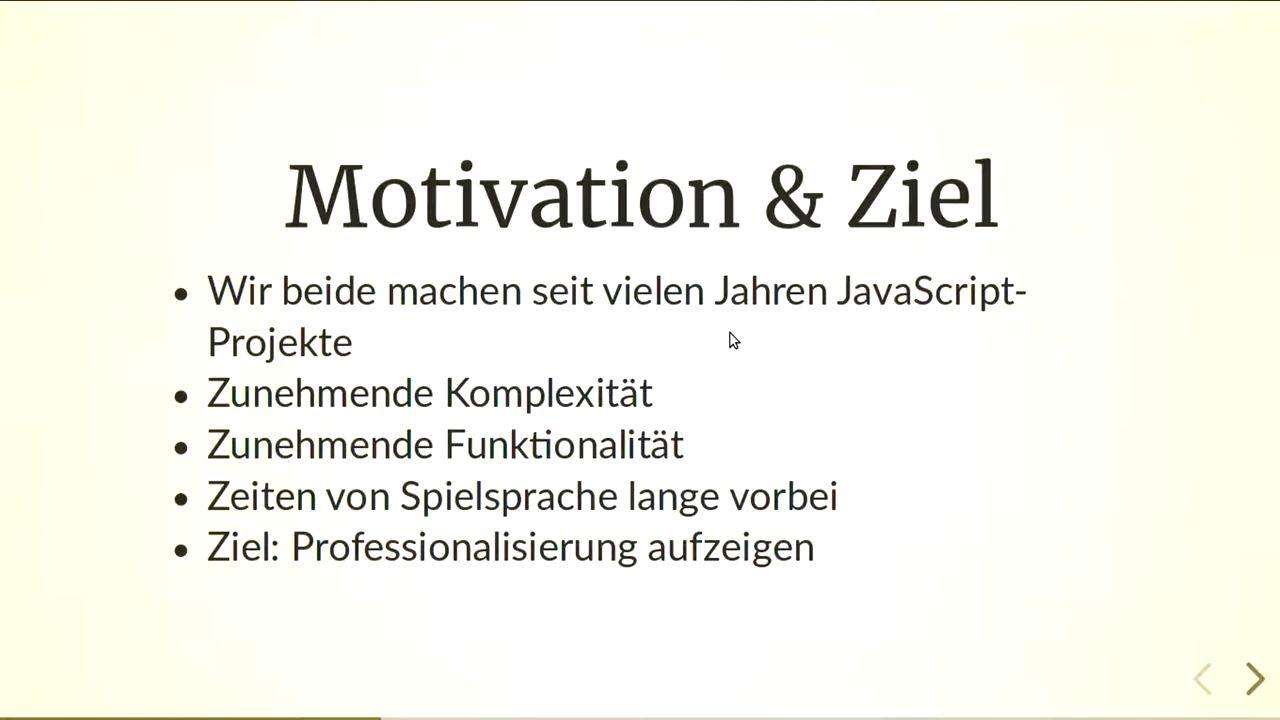 Motivation & Ziel
• Wir beide machen seit vielen Jahren JavaScript-
Projekte
• Zunehmende Komplexität
• Zunehmende Funktionalität
• Zeiten von Spielsprache lange vorbei
• Ziel: Professionalisierung aufzeigen